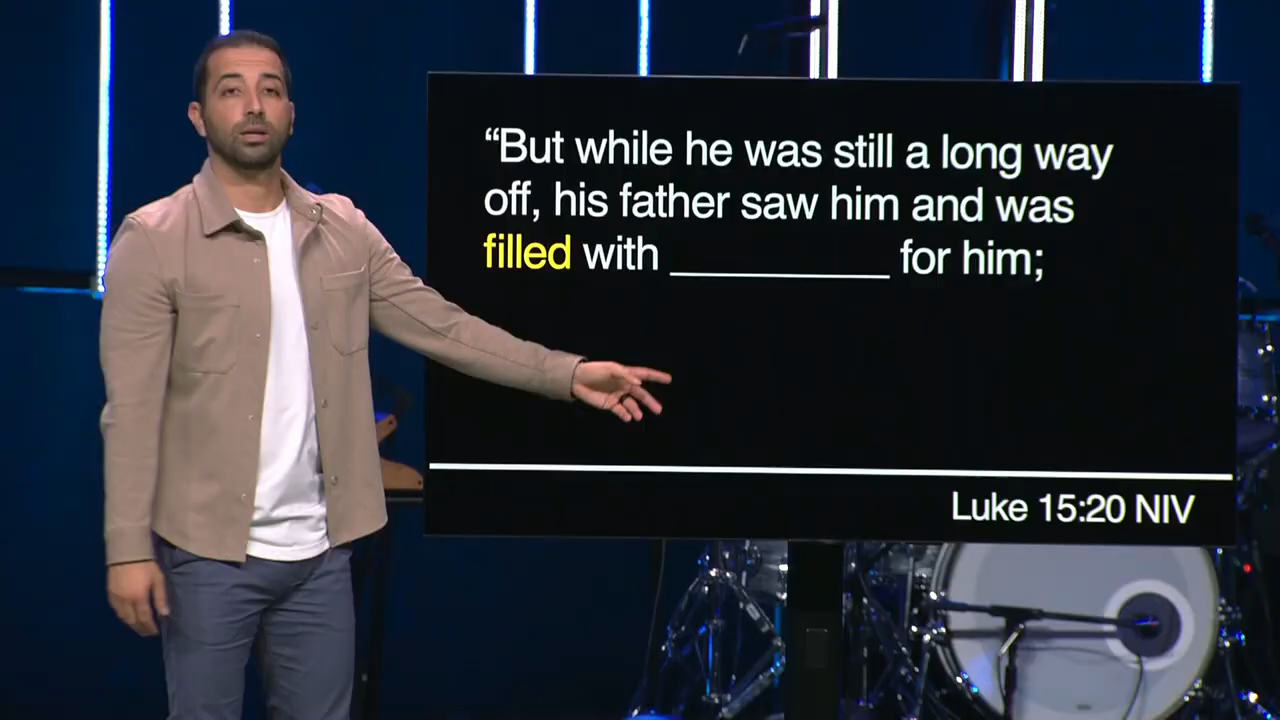 “But while he was still a long way
off, his father saw him and was
filled with __________ for him;
Luke 15:20 NIV